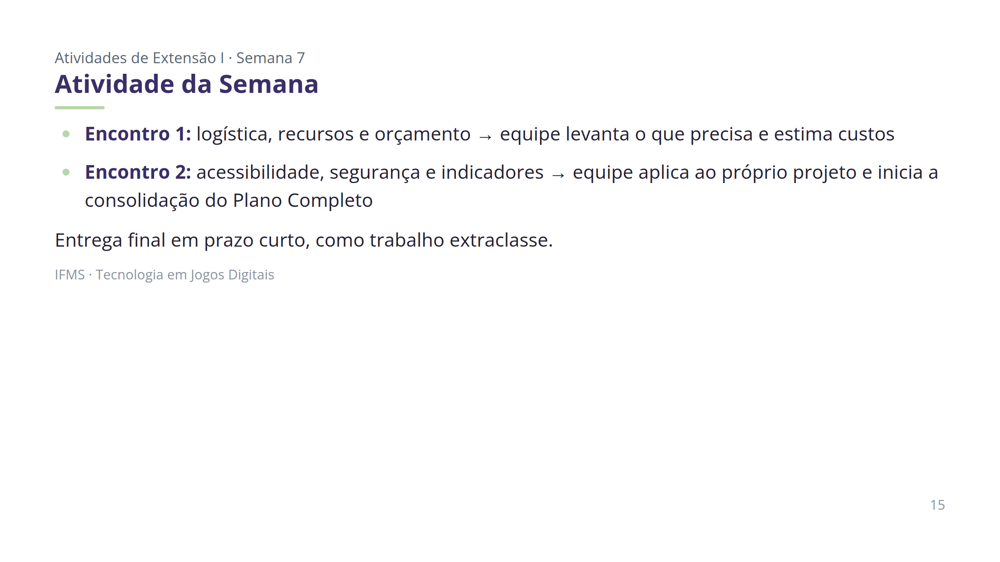 Atividades de Extensão I · Semana 7
Atividade da Semana
Encontro 1: logística, recursos e orçamento → equipe levanta o que precisa e estima custos
Encontro 2: acessibilidade, segurança e indicadores → equipe aplica ao próprio projeto e inicia a
consolidação do Plano Completo
Entrega final em prazo curto, como trabalho extraclasse.
IFMS · Tecnologia em Jogos Digitais
15